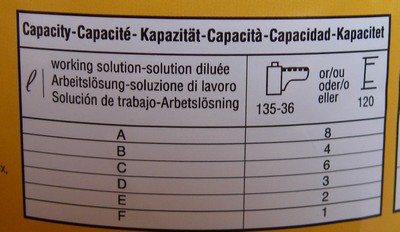 Capacity-Capacité-Kapazität-Capacità-Capacidad-Kapacitet
ℓ
working solution-solution diluée
Arbeitslösung-soluzione di lavoro
Solución de trabajo-Arbetslösning
135-36
or/ou
oder/o
eller
120
A 8
B 4
C 6
D 3
E 2
F 1
x,